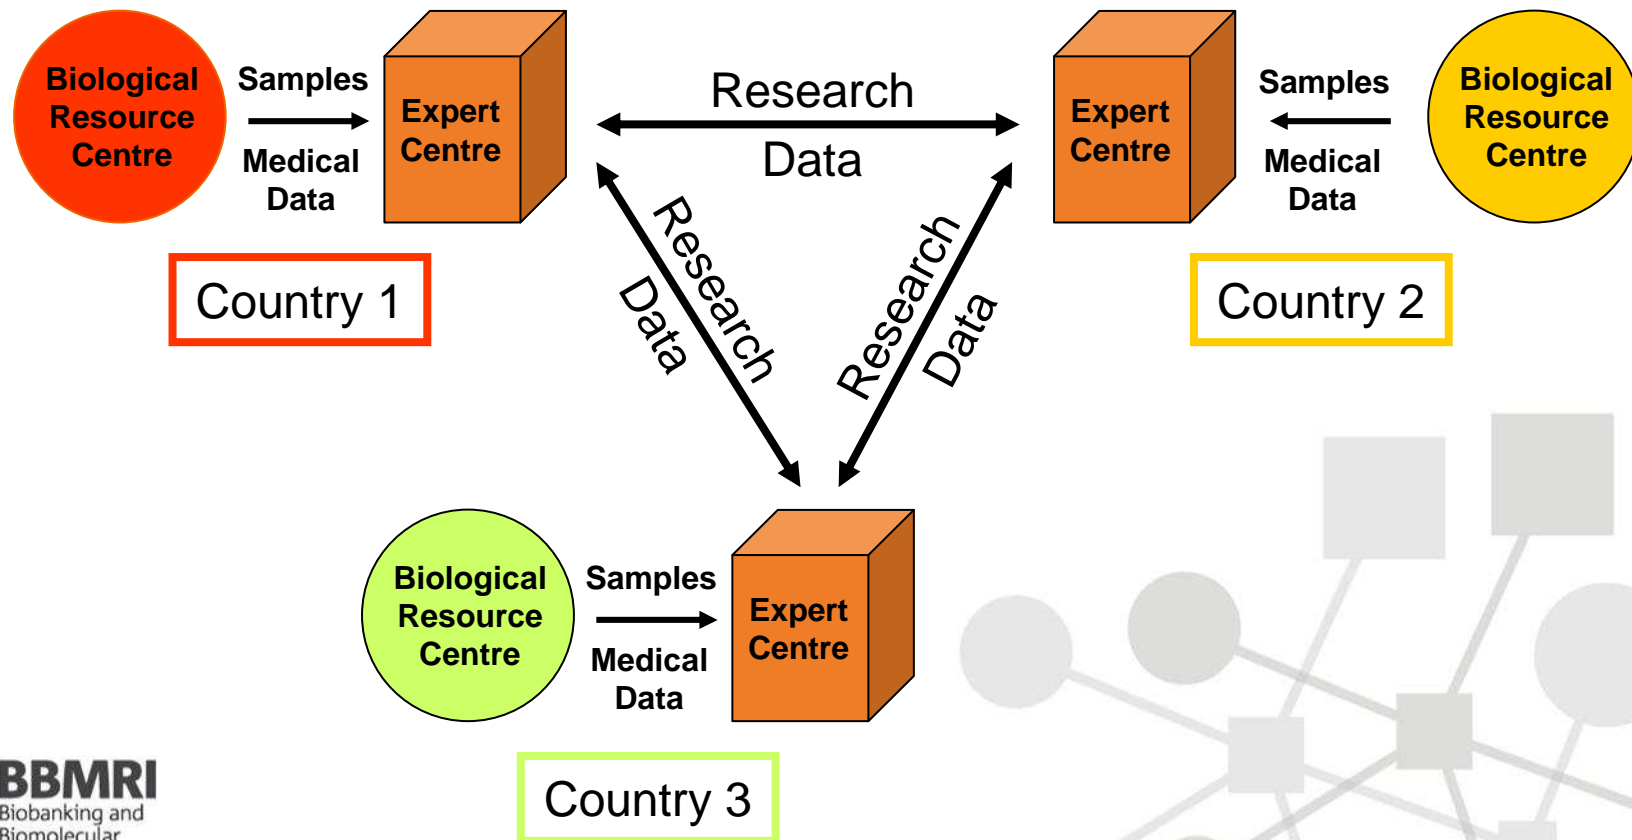 Biological
Resource
Centre
Samples
Medical
Data
Expert
Centre
Research
Data
Expert
Centre
Samples
Medical
Data
Biological
Resource
Centre
Country 1
Research
Data
Research
Data
Country 2
Biological
Resource
Centre
Samples
Medical
Data
Expert
Centre
Country 3
BBMRI
Biobanking and
Biomolecular